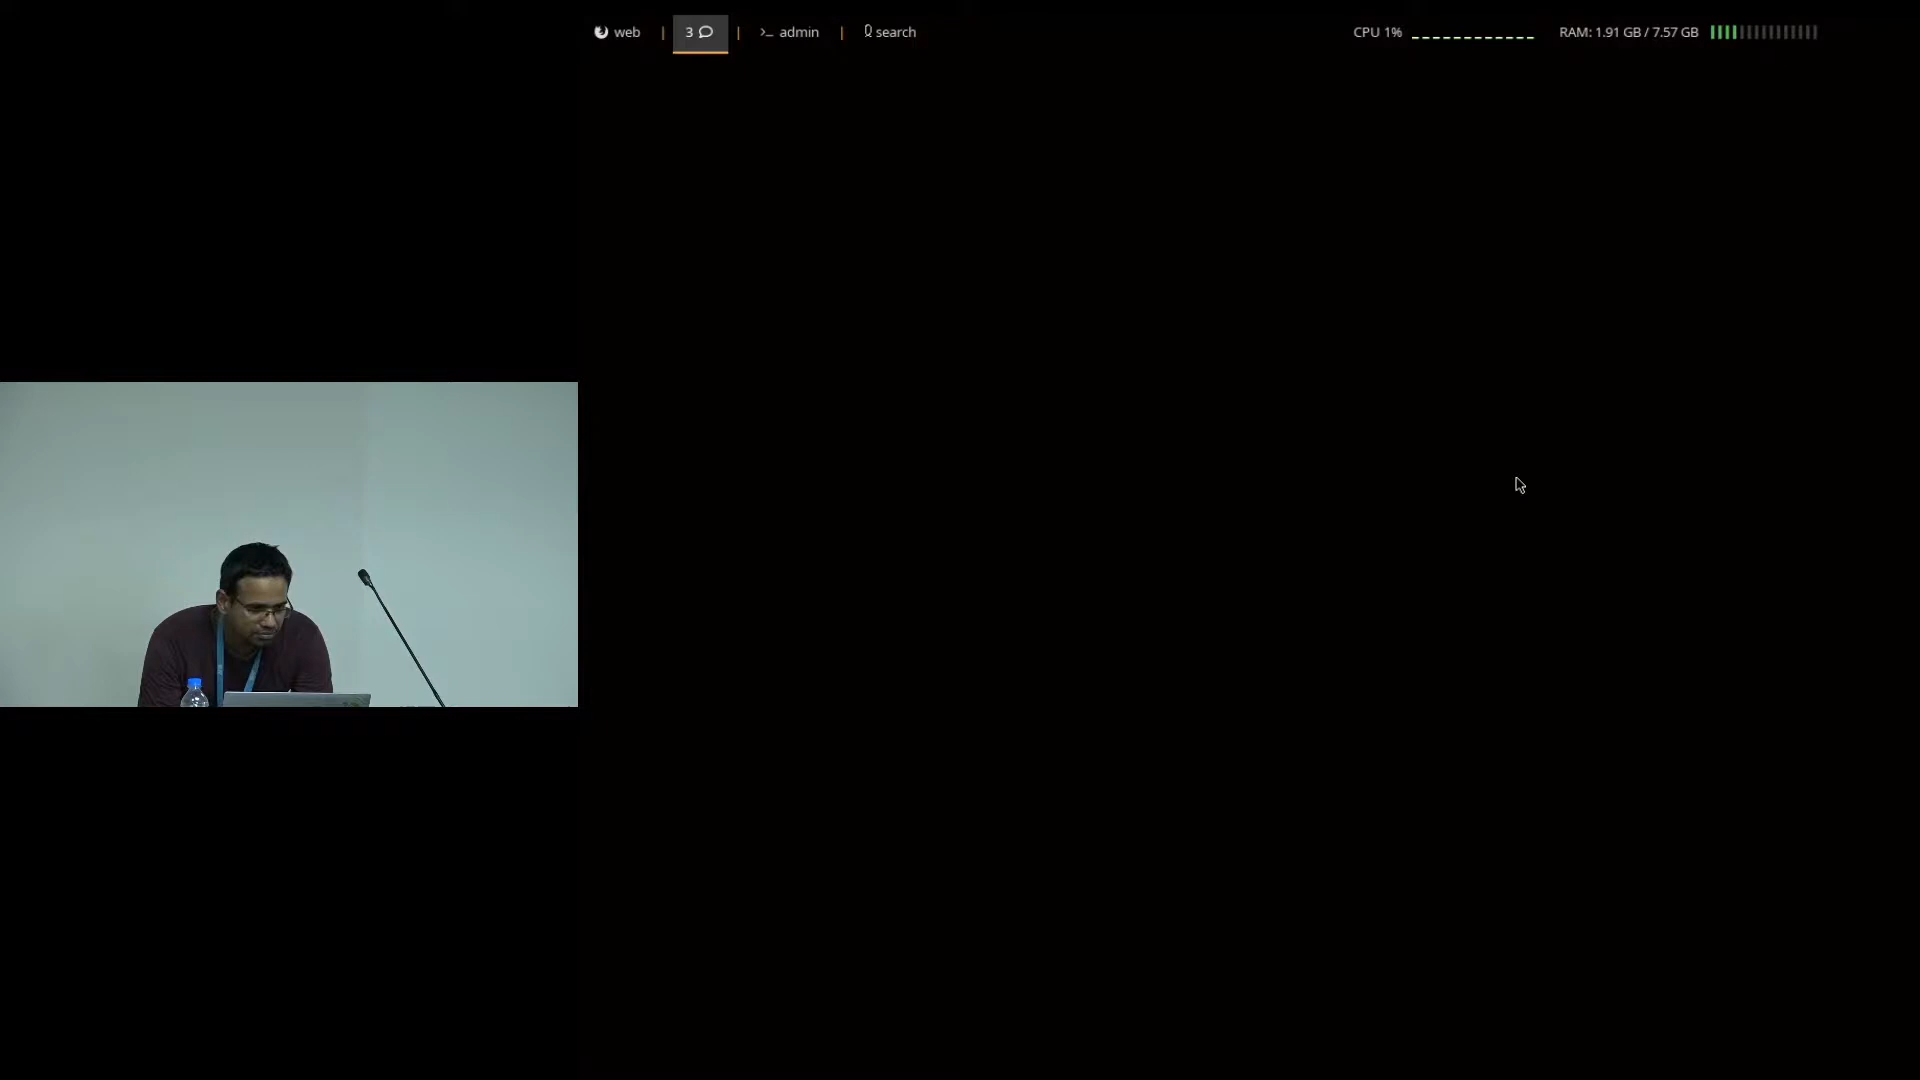 web | 3 | >_ admin | search CPU 1% RAM: 1.91 GB / 7.57 GB